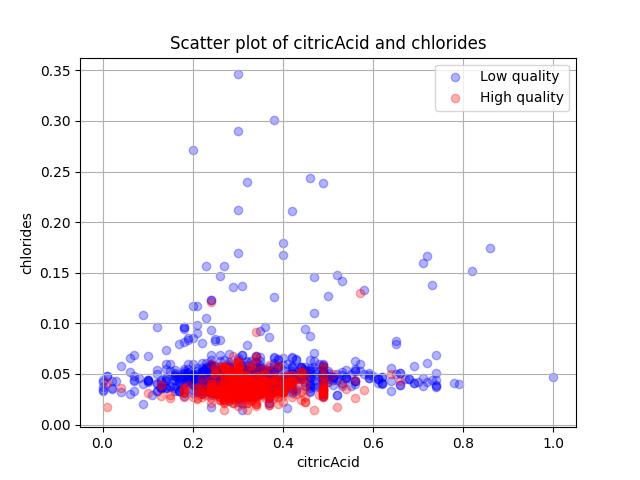 Scatter plot of citricAcid and chlorides
Low quality
High quality
chlorides
0.35
0.30
0.25
0.20
0.15
0.10
0.05
0.00
0.0 0.2 0.4 0.6 0.8 1.0
citricAcid